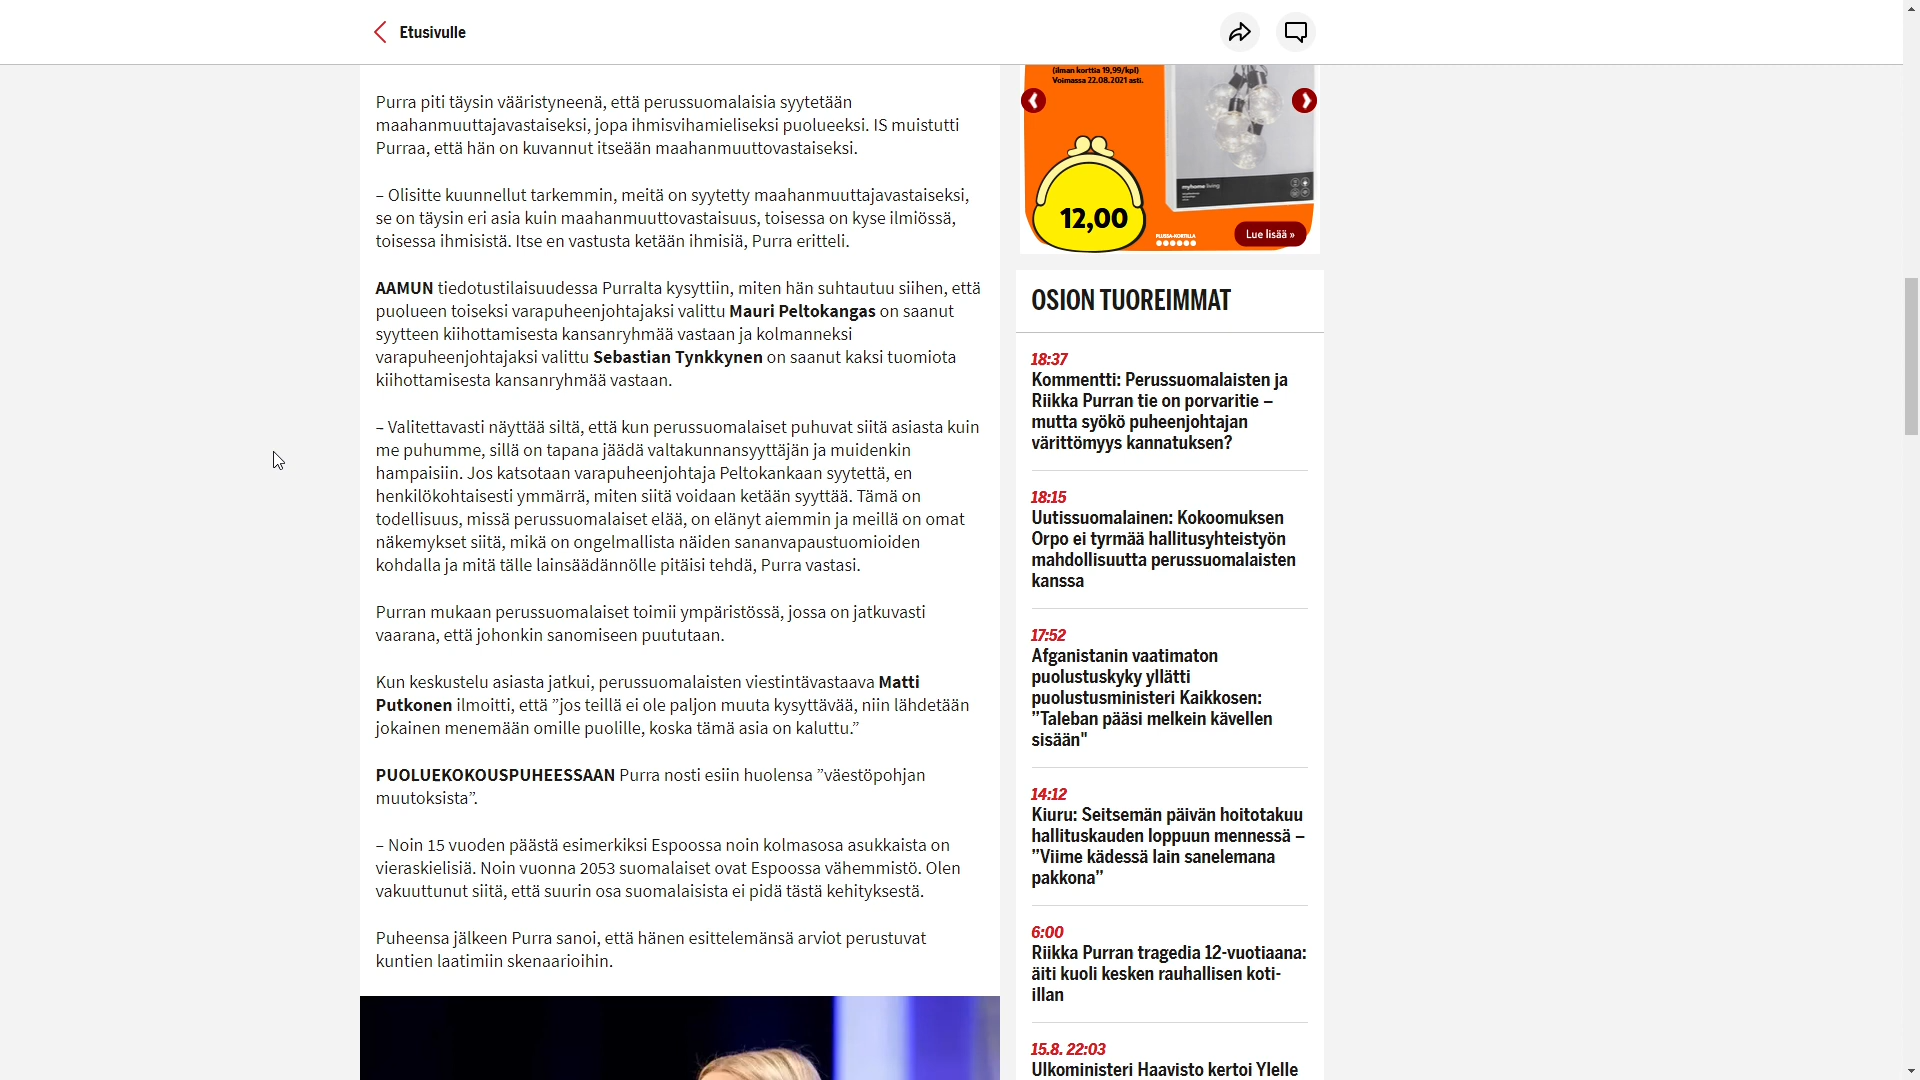 Etusivulle
Purra piti täysin vääristyneenä, että perussuomalaisia syytetään
maahanmuuttajavastaiseksi, jopa ihmisvihamieliseksi puolueeksi. IS muistutti
Purraa, että hän on kuvannut itseään maahanmuuttovastaiseksi.
– Olisitte kuunnellut tarkemmin, meitä on syytetty maahanmuuttajavastaiseksi,
se on täysin eri asia kuin maahanmuuttovastaisuus, toisessa on kyse ilmiössä,
toisessa ihmisistä. Itse en vastusta ketään ihmisiä, Purra eritteli.
AAMUN tiedotustilaisuudessa Purralta kysyttiin, miten hän suhtautuu siihen, että
puolueen toiseksi varapuheenjohtajaksi valittu Mauri Peltokangas on saanut
syytteen kiihottamisesta kansanryhmää vastaan ja kolmanneksi
varapuheenjohtajaksi valittu Sebastian Tynkkynen on saanut kaksi tuomiota
kiihottamisesta kansanryhmää vastaan.
– Valitettavasti näyttää siltä, että kun perussuomalaiset puhuvat siitä asiasta kuin
me puhumme, sillä on tapana jäädä valtakunnansyyttäjän ja muidenkin
hampaisiin. Jos katsotaan varapuheenjohtaja Peltokankaan syytettä, en
henkilökohtaisesti ymmärrä, miten siitä voidaan ketään syyttää. Tämä on
todellisuus, missä perussuomalaiset elää, on elänyt aiemmin ja meillä on omat
näkemykset siitä, mikä on ongelmallista näiden sananvapaustuomioiden
kohdalla ja mitä tälle lainsäädännölle pitäisi tehdä, Purra vastasi.
Purran mukaan perussuomalaiset toimii ympäristössä, jossa on jatkuvasti
vaarana, että johonkin sanomiseen puututaan.
Kun keskustelu asiasta jatkui, perussuomalaisten viestintävastaava Matti
Putkonen ilmoitti, että ”jos teillä ei ole paljon muuta kysyttävää, niin lähdetään
jokainen menemään omille puolille, koska tämä asia on kaluttu.”
PUOLUEKOKOUSPUHEESSAAN Purra nosti esiin huolensa ”väestöpohjan
muutoksista”.
– Noin 15 vuoden päästä esimerkiksi Espoossa noin kolmasosa asukkaista on
vieraskielisiä. Noin vuonna 2053 suomalaiset ovat Espoossa vähemmistö. Olen
vakuuttunut siitä, että suurin osa suomalaisista ei pidä tästä kehityksestä.
Puheensa jälkeen Purra sanoi, että hänen esittelemänsä arviot perustuvat
kuntien laatimiin skenaarioihin.
(ilman korttia 19,99/kpl)
Voimassa 22.08.2021 asti.
myhome living
12,00
PLUSSA-KORTILLA
Lue lisää »
OSION TUOREIMMAT
18:37
Kommentti: Perussuomalaisten ja
Riikka Purran tie on porvaritie –
mutta syökö puheenjohtajan
värittömyys kannatuksen?
18:15
Uutissuomalainen: Kokoomuksen
Orpo ei tyrmää hallitusyhteistyön
mahdollisuutta perussuomalaisten
kanssa
17:52
Afganistanin vaatimaton
puolustuskyky yllätti
puolustusministeri Kaikkosen:
”Taleban pääsi melkein kävellen
sisään"
14:12
Kiuru: Seitsemän päivän hoitotakuu
hallituskauden loppuun mennessä –
”Viime kädessä lain sanelemana
pakkona”
6:00
Riikka Purran tragedia 12-vuotiaana:
äiti kuoli kesken rauhallisen koti-
illan
15.8. 22:03
Ulkoministeri Haavisto kertoi Ylelle